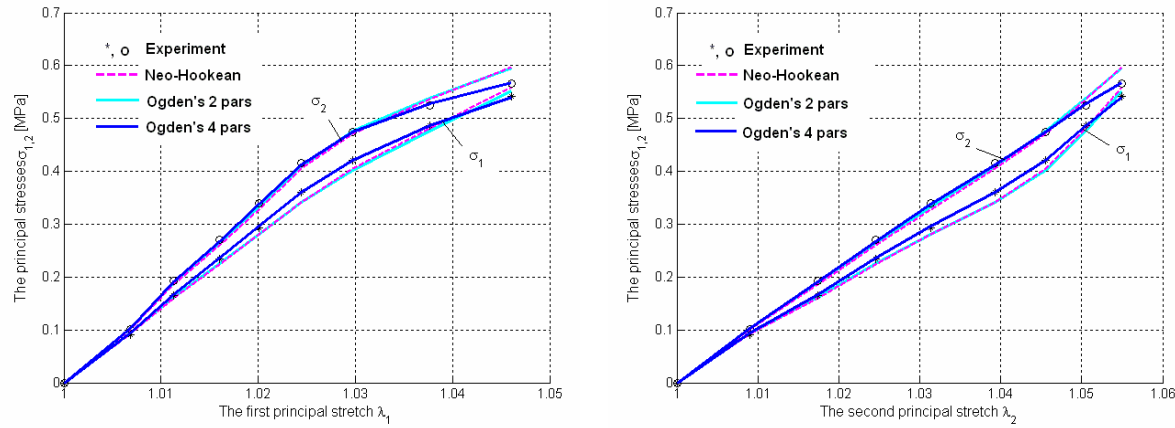 *, o Experiment
Neo-Hookean
Ogden's 2 pars
Ogden's 4 pars
The principal stresses σ1,2 [MPa]
0.7
0.6
0.5
0.4
0.3
0.2
0.1
0
σ2
σ1
1 1.01 1.02 1.03 1.04 1.05
The first principal stretch λ1
*, o Experiment
Neo-Hookean
Ogden's 2 pars
Ogden's 4 pars
The principal stresses σ1,2 [MPa]
0.7
0.6
0.5
0.4
0.3
0.2
0.1
0
σ2
σ1
1 1.01 1.02 1.03 1.04 1.05 1.06
The second principal stretch λ2